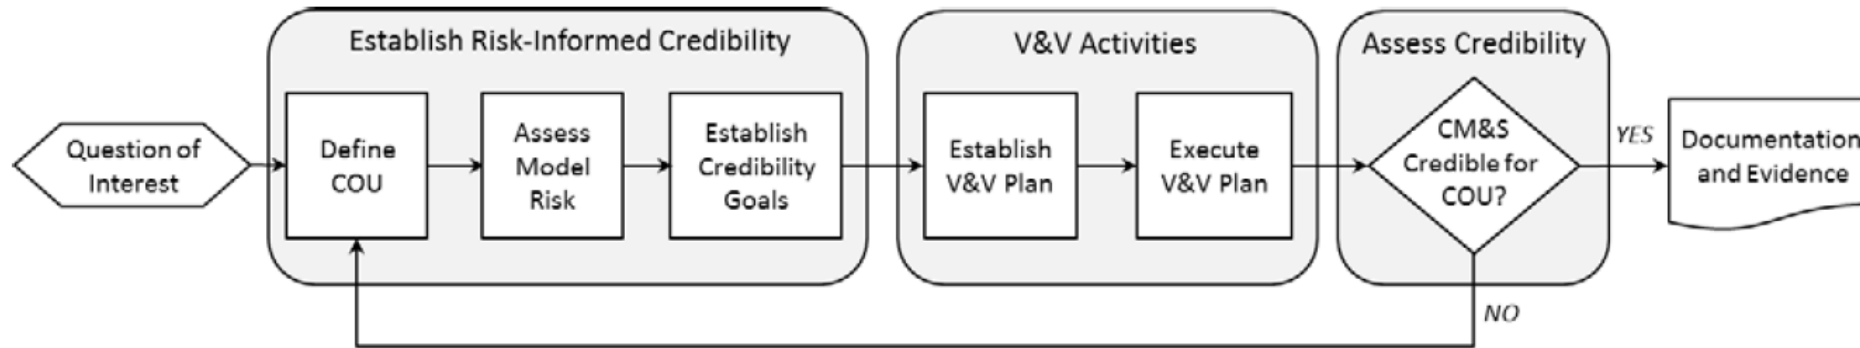 Establish Risk-Informed Credibility
V&V Activities
Assess Credibility
Question of
Interest
Define
COU
Assess
Model
Risk
Establish
Credibility
Goals
Establish
V&V Plan
Execute
V&V Plan
CM&S
Credible for
COU?
YES
Documentation
and Evidence
NO